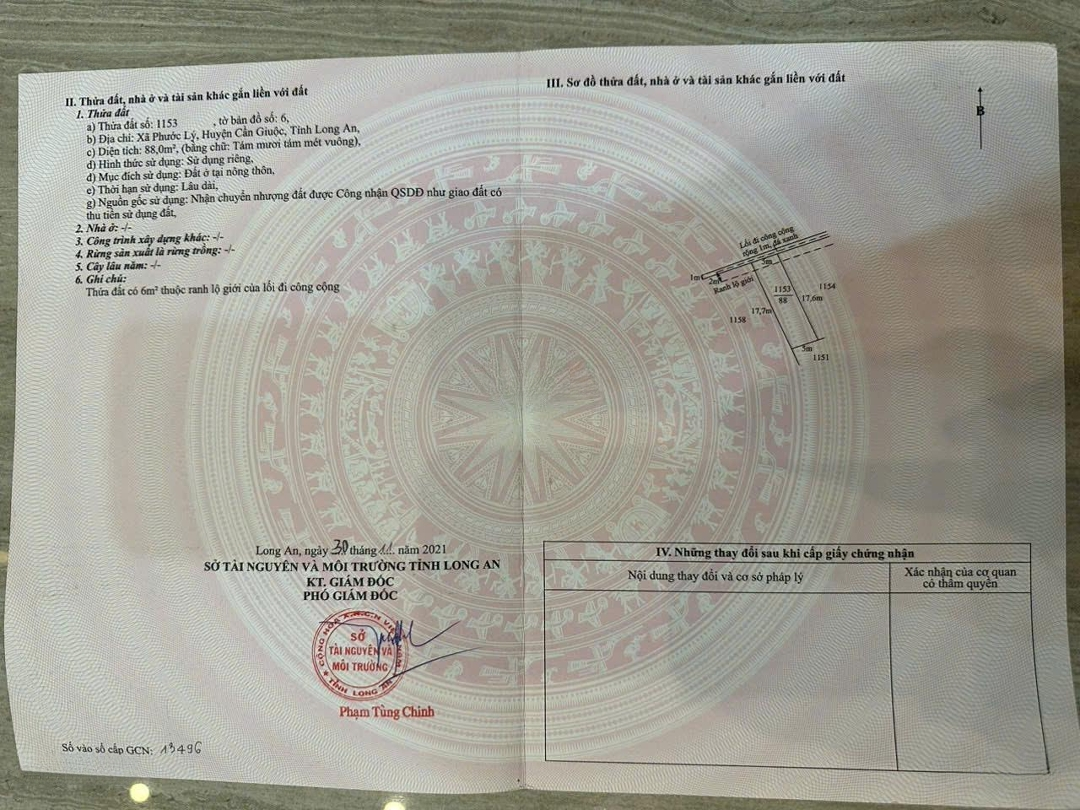 II. Thửa đất, nhà ở và tài sản khác gắn liền với đất
1. Thửa đất
a) Thửa đất số: 1153 , tờ bản đồ số: 6,
b) Địa chỉ: Xã Phước Lý, Huyện Cần Giuộc, Tỉnh Long An,
c) Diện tích: 88,0m², (bằng chữ: Tám mươi tám mét vuông),
d) Hình thức sử dụng: Sử dụng riêng,
đ) Mục đích sử dụng: Đất ở tại nông thôn,
e) Thời hạn sử dụng: Lâu dài,
g) Nguồn gốc sử dụng: Nhận chuyển nhượng đất được Công nhận QSDĐ như giao đất có
thu tiền sử dụng đất,
2. Nhà ở: -/-
3. Công trình xây dựng khác: -/-
4. Rừng sản xuất là rừng trồng: -/-
5. Cây lâu năm: -/-
6. Ghi chú:
Thửa đất có 6m² thuộc ranh lộ giới của lối đi công cộng
Long An, ngày 30 tháng 11 năm 2021
SỞ TÀI NGUYÊN VÀ MÔI TRƯỜNG TỈNH LONG AN
KT. GIÁM ĐỐC
PHÓ GIÁM ĐỐC
CỘNG HÒA X.H.C.N VIỆT NAM
SỞ
TÀI NGUYÊN VÀ
MÔI TRƯỜNG
TỈNH LONG AN
Phạm Tùng Chinh
Số vào sổ cấp GCN: 13496
III. Sơ đồ thửa đất, nhà ở và tài sản khác gắn liền với đất
B
Lối đi công cộng
rộng 1m, đá xanh
1m
2m
5m
Ranh lộ giới
1153
88
1154
17,6m
17,7m
1158
5m
1151
IV. Những thay đổi sau khi cấp giấy chứng nhận
Nội dung thay đổi và cơ sở pháp lý
Xác nhận của cơ quan
có thẩm quyền